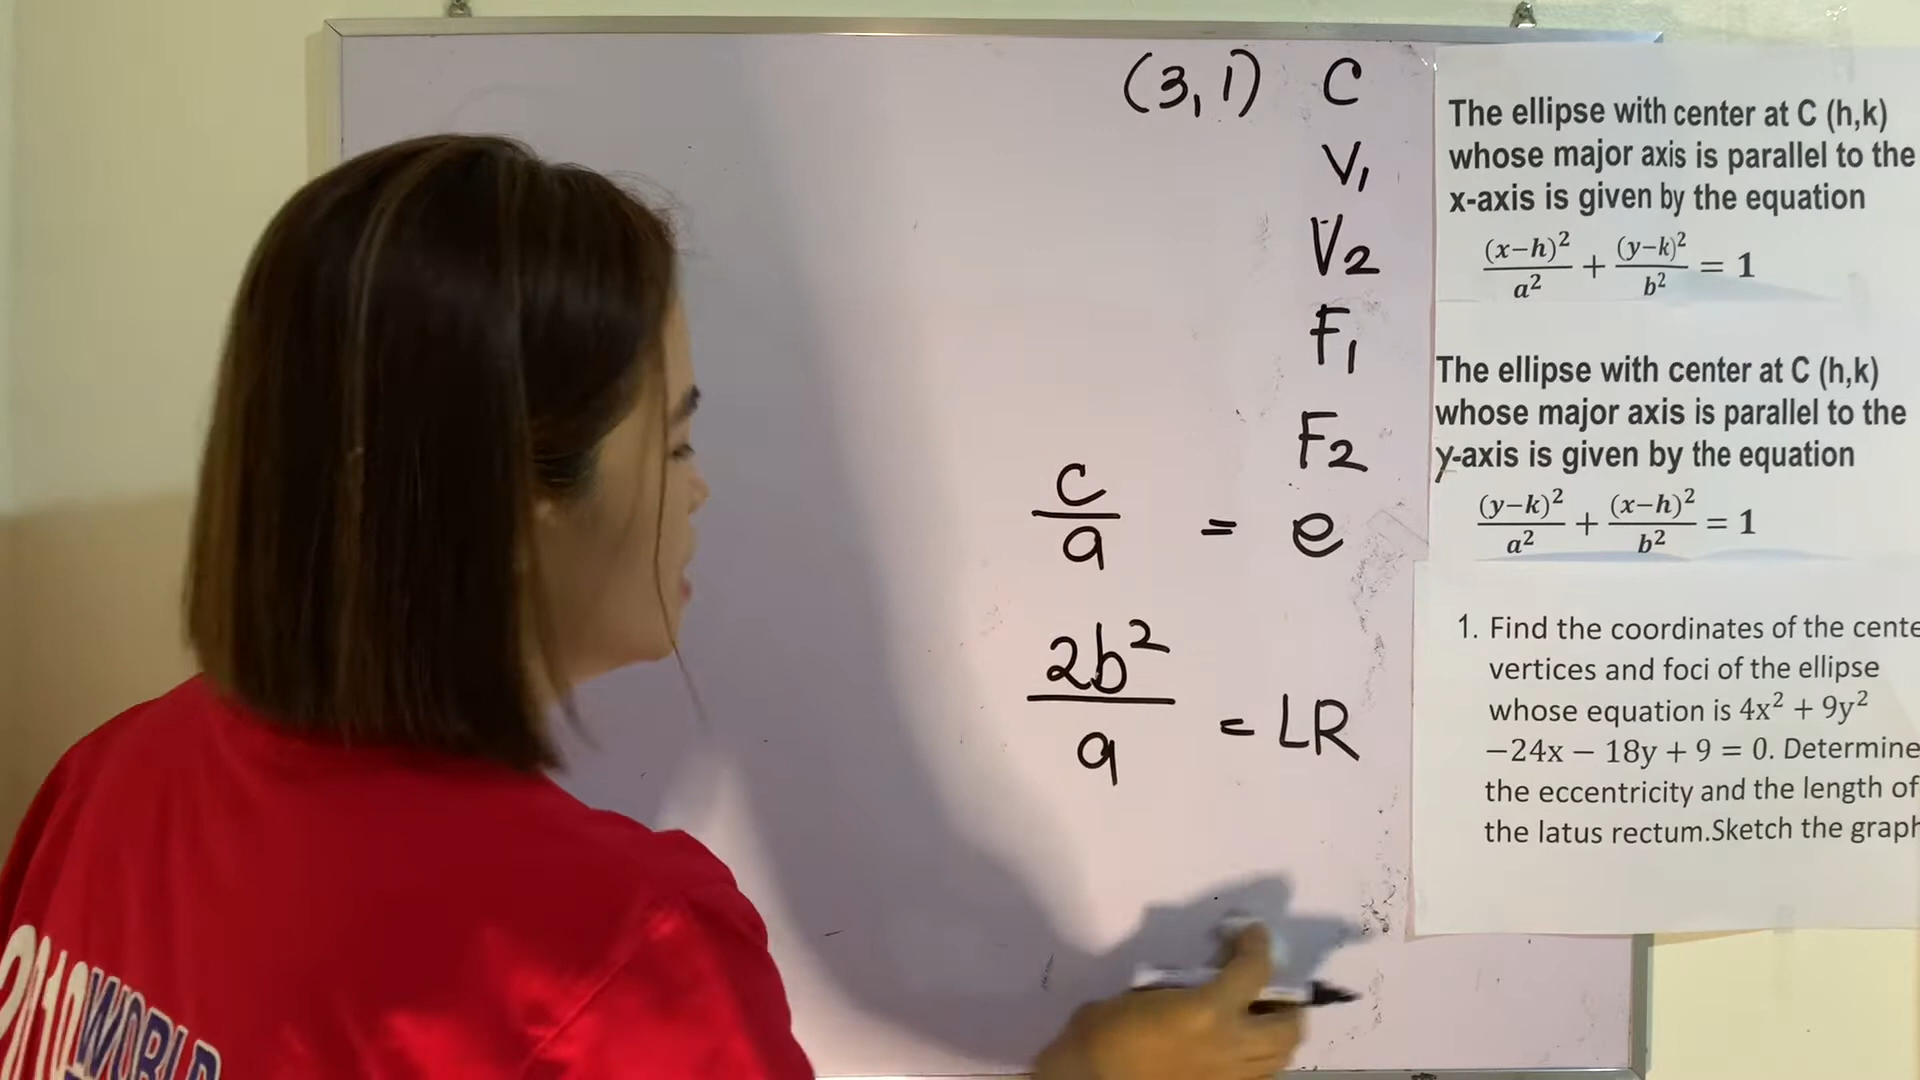 (3,1) C
V1
V2
F1
F2
c/a = e
2b²/a = LR
The ellipse with center at C (h,k)
whose major axis is parallel to the
x-axis is given by the equation
(x−h)²/a² + (y−k)²/b² = 1
The ellipse with center at C (h,k)
whose major axis is parallel to the
y-axis is given by the equation
(y−k)²/a² + (x−h)²/b² = 1
1. Find the coordinates of the cente
vertices and foci of the ellipse
whose equation is 4x² + 9y²
−24x − 18y + 9 = 0. Determine
the eccentricity and the length of
the latus rectum.Sketch the graph
2019
WORLD